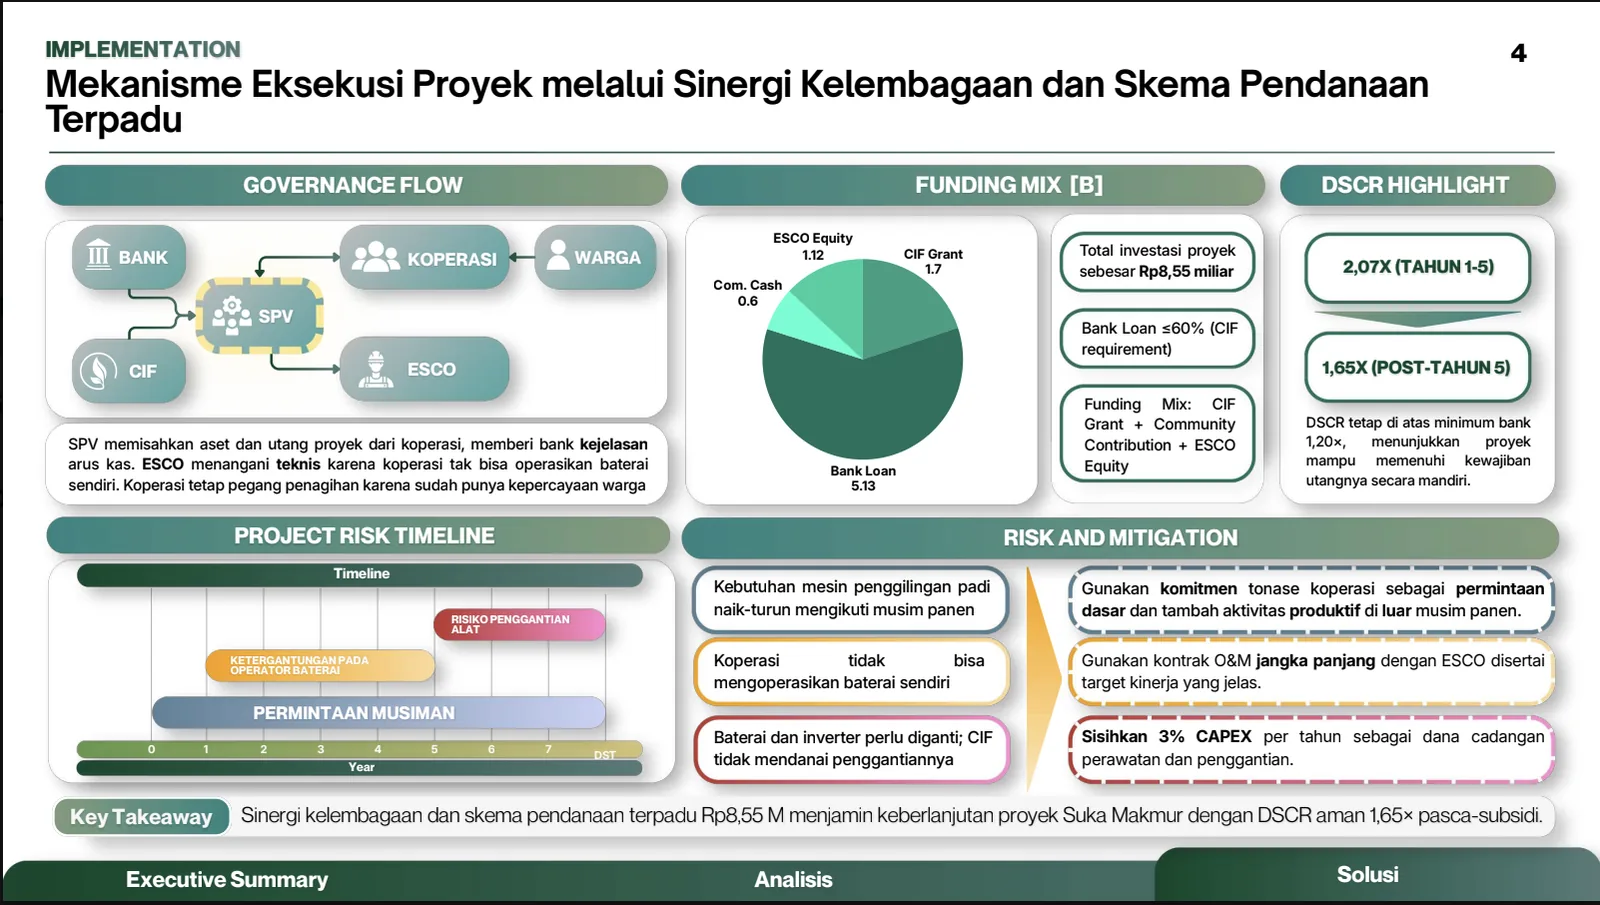 IMPLEMENTATION
4
Mekanisme Eksekusi Proyek melalui Sinergi Kelembagaan dan Skema Pendanaan
Terpadu
GOVERNANCE FLOW
BANK
KOPERASI
WARGA
SPV
CIF
ESCO
SPV memisahkan aset dan utang proyek dari koperasi, memberi bank kejelasan
arus kas. ESCO menangani teknis karena koperasi tak bisa operasikan baterai
sendiri. Koperasi tetap pegang penagihan karena sudah punya kepercayaan warga
FUNDING MIX [B]
ESCO Equity
1.12
CIF Grant
1.7
Com. Cash
0.6
Bank Loan
5.13
Total investasi proyek
sebesar Rp8,55 miliar
Bank Loan ≤60% (CIF
requirement)
Funding Mix: CIF
Grant + Community
Contribution + ESCO
Equity
DSCR HIGHLIGHT
2,07X (TAHUN 1-5)
1,65X (POST-TAHUN 5)
DSCR tetap di atas minimum bank
1,20×, menunjukkan proyek
mampu memenuhi kewajiban
utangnya secara mandiri.
PROJECT RISK TIMELINE
Timeline
RISIKO PENGGANTIAN
ALAT
KETERGANTUNGAN PADA
OPERATOR BATERAI
PERMINTAAN MUSIMAN
0 1 2 3 4 5 6 7 DST
Year
RISK AND MITIGATION
Kebutuhan mesin penggilingan padi
naik-turun mengikuti musim panen
Gunakan komitmen tonase koperasi sebagai permintaan
dasar dan tambah aktivitas produktif di luar musim panen.
Koperasi tidak bisa
mengoperasikan baterai sendiri
Gunakan kontrak O&M jangka panjang dengan ESCO disertai
target kinerja yang jelas.
Baterai dan inverter perlu diganti; CIF
tidak mendanai penggantiannya
Sisihkan 3% CAPEX per tahun sebagai dana cadangan
perawatan dan penggantian.
Key Takeaway
Sinergi kelembagaan dan skema pendanaan terpadu Rp8,55 M menjamin keberlanjutan proyek Suka Makmur dengan DSCR aman 1,65× pasca-subsidi.
Executive Summary
Analisis
Solusi